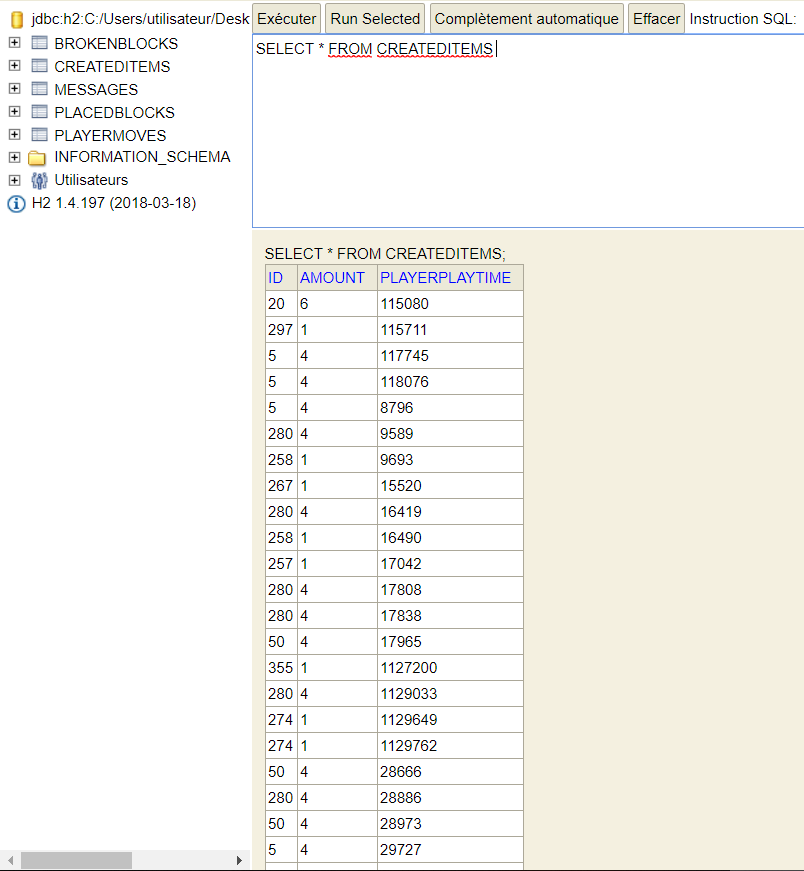 jdbc:h2:C:/Users/utilisateur/Desk
BROKENBLOCKS
CREATEDITEMS
MESSAGES
PLACEDBLOCKS
PLAYERMOVES
INFORMATION_SCHEMA
Utilisateurs
H2 1.4.197 (2018-03-18)
Exécuter Run Selected Complètement automatique Effacer Instruction SQL:
SELECT * FROM CREATEDITEMS
SELECT * FROM CREATEDITEMS;
ID AMOUNT PLAYERPLAYTIME
20 6 115080
297 1 115711
5 4 117745
5 4 118076
5 4 8796
280 4 9589
258 1 9693
267 1 15520
280 4 16419
258 1 16490
257 1 17042
280 4 17808
280 4 17838
50 4 17965
355 1 1127200
280 4 1129033
274 1 1129649
274 1 1129762
50 4 28666
280 4 28886
50 4 28973
5 4 29727